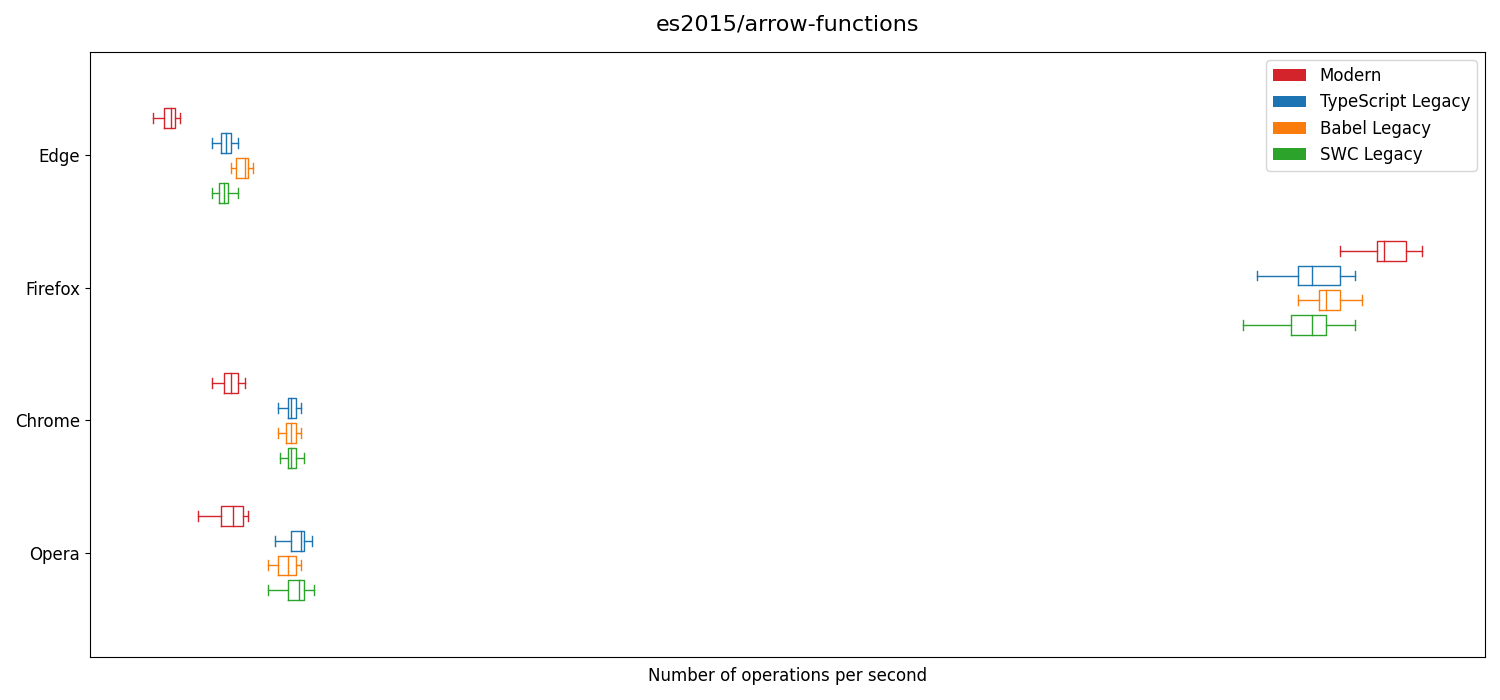 es2015/arrow-functions
Modern
TypeScript Legacy
Babel Legacy
SWC Legacy
Edge
Firefox
Chrome
Opera
Number of operations per second